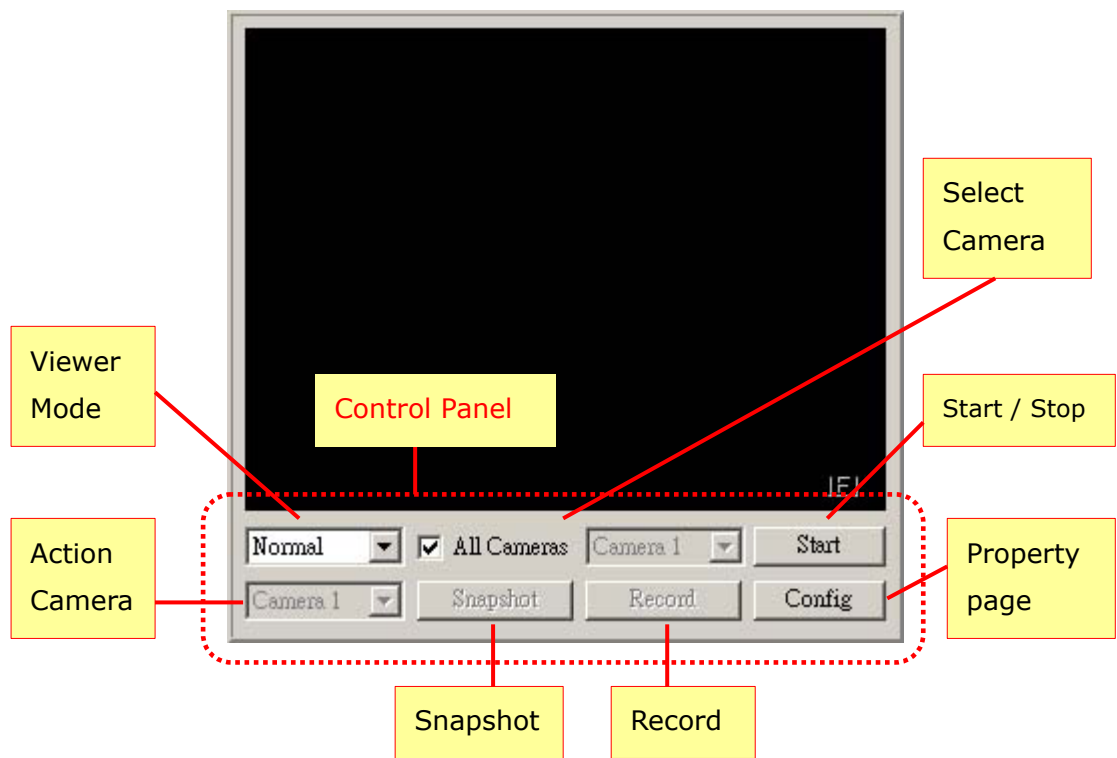 Select
Camera
Viewer
Mode
Control Panel
Start / Stop
|E|
Normal
All Cameras
Camera 1
Start
Action
Camera
Camera 1
Snapshot
Record
Config
Property
page
Snapshot
Record